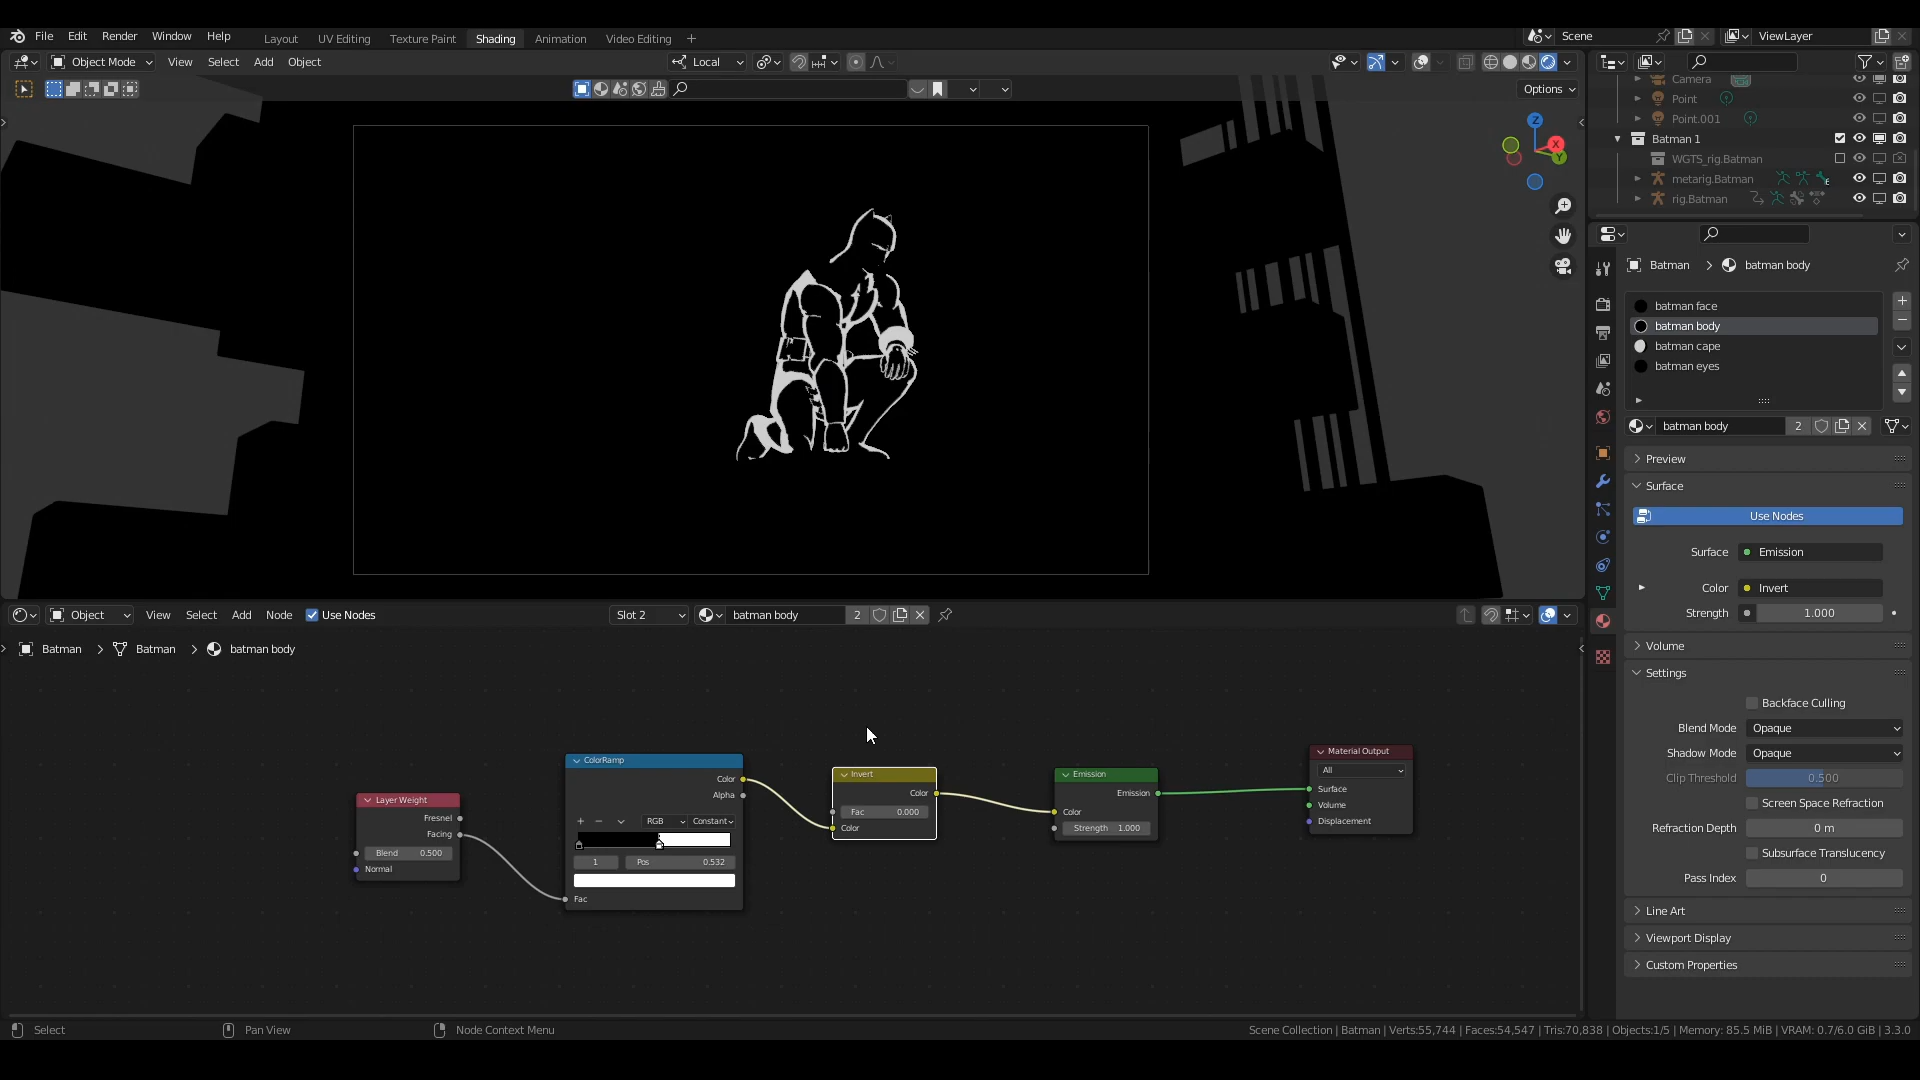 File Edit Render Window Help Layout UV Editing Texture Paint Shading Animation Video Editing + Scene ViewLayer
Object Mode View Select Add Object Local
Options
Camera
Point
Point.001
Batman 1
WGTS_rig.Batman
metarig.Batman
rig.Batman
Z
X
Y
Batman > batman body
batman face
batman body
batman cape
batman eyes
batman body 2
Preview
Surface
Use Nodes
Surface Emission
Color Invert
Strength 1.000
Volume
Settings
Backface Culling
Blend Mode Opaque
Shadow Mode Opaque
Clip Threshold 0.500
Screen Space Refraction
Refraction Depth 0 m
Subsurface Translucency
Pass Index 0
Line Art
Viewport Display
Custom Properties
Object View Select Add Node Use Nodes Slot 2 batman body 2
Batman > Batman > batman body
Layer Weight
Fresnel
Facing
Blend 0.500
Normal
ColorRamp
Color
Alpha
RGB Constant
1 Pos 0.532
Fac
Invert
Color
Fac 0.000
Color
Emission
Emission
Color
Strength 1.000
Material Output
All
Surface
Volume
Displacement
Select Pan View Node Context Menu Scene Collection | Batman | Verts:55,744 | Faces:54,547 | Tris:70,838 | Objects:1/5 | Memory: 85.5 MiB | VRAM: 0.7/6.0 GiB | 3.3.0